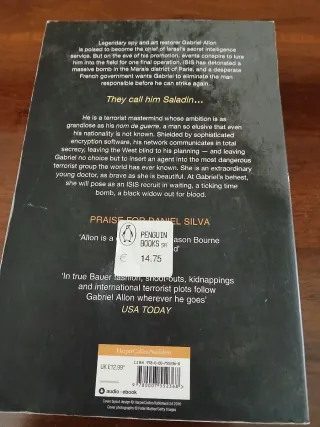 Legendary spy and art restorer Gabriel Allon
is poised to become the chief of Israel's secret intelligence
service. But on the eve of his promotion, events conspire to lure
him into the field for one final operation. ISIS has detonated a
massive bomb in the Marais district of Paris, and a desperate
French government wants Gabriel to eliminate the man
responsible before he can strike again.
They call him Saladin…
He is a terrorist mastermind whose ambition is as
grandiose as his nom de guerre, a man so elusive that even
his nationality is not known. Shielded by sophisticated
encryption software, his network communicates in total
secrecy, leaving the West blind to his planning — and leaving
Gabriel no choice but to insert an agent into the most dangerous
terrorist group the world has ever known. She is an extraordinary
young doctor, as brave as she is beautiful. At Gabriel's behest,
she will pose as an ISIS recruit in waiting, a ticking time
bomb, a black widow out for blood.
PRAISE FOR DANIEL SILVA
'Allon is a
ason Bourne
PENGUIN
BOOKS
€ 14.75
'In true Bauer fashion, shoot-outs, kidnappings
and international terrorist plots follow
Gabriel Allon wherever he goes'
USA TODAY
HarperCollinsPublishers
UK £12.99
audio
ebook